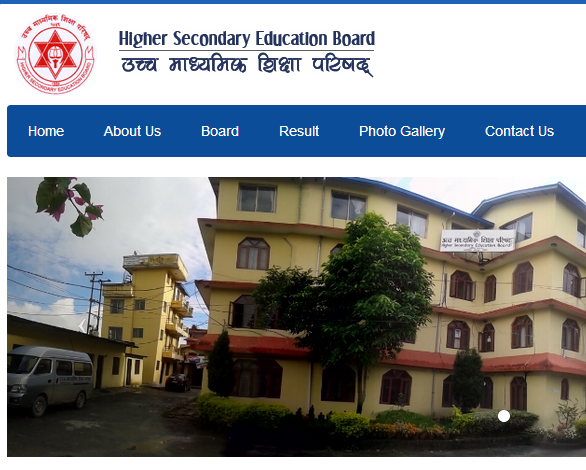 Higher Secondary Education Board
उच्च माध्यमिक शिक्षा परिषद्
उच्च माध्यमिक शिक्षा परिषद्
HIGHER SECONDARY EDUCATION BOARD
Home About Us Board Result Photo Gallery Contact Us
उच्च माध्यमिक शिक्षा परिषद्
Higher Secondary Education Board